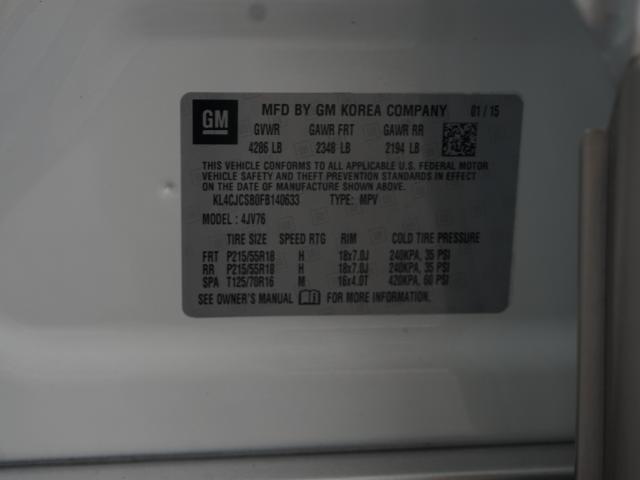 GM MFD BY GM KOREA COMPANY 01/15
GVWR GAWR FRT GAWR RR
4286 LB 2348 LB 2194 LB
THIS VEHICLE CONFORMS TO ALL APPLICABLE U.S. FEDERAL MOTOR
VEHICLE SAFETY AND THEFT PREVENTION STANDARDS IN EFFECT ON
THE DATE OF MANUFACTURE SHOWN ABOVE.
KL4CJCSB0FB140633 TYPE: MPV
MODEL: 4JV76
TIRE SIZE SPEED RTG RIM COLD TIRE PRESSURE
FRT P215/55R18 H 18x7.0J 240KPA, 35 PSI
RR P215/55R18 H 18x7.0J 240KPA, 35 PSI
SPA T125/70R16 M 16x4.0T 420KPA, 60 PSI
SEE OWNER'S MANUAL FOR MORE INFORMATION.